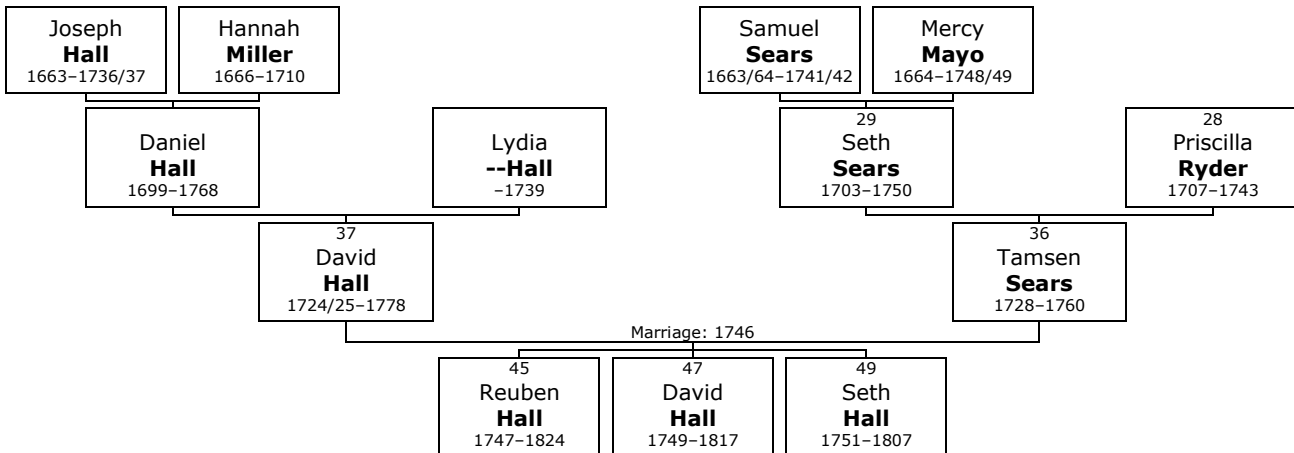 Joseph
Hall
1663–1736/37
Hannah
Miller
1666–1710
Samuel
Sears
1663/64–1741/42
Mercy
Mayo
1664–1748/49
Daniel
Hall
1699–1768
Lydia
--Hall
–1739
29
Seth
Sears
1703–1750
28
Priscilla
Ryder
1707–1743
37
David
Hall
1724/25–1778
36
Tamsen
Sears
1728–1760
Marriage: 1746
45
Reuben
Hall
1747–1824
47
David
Hall
1749–1817
49
Seth
Hall
1751–1807